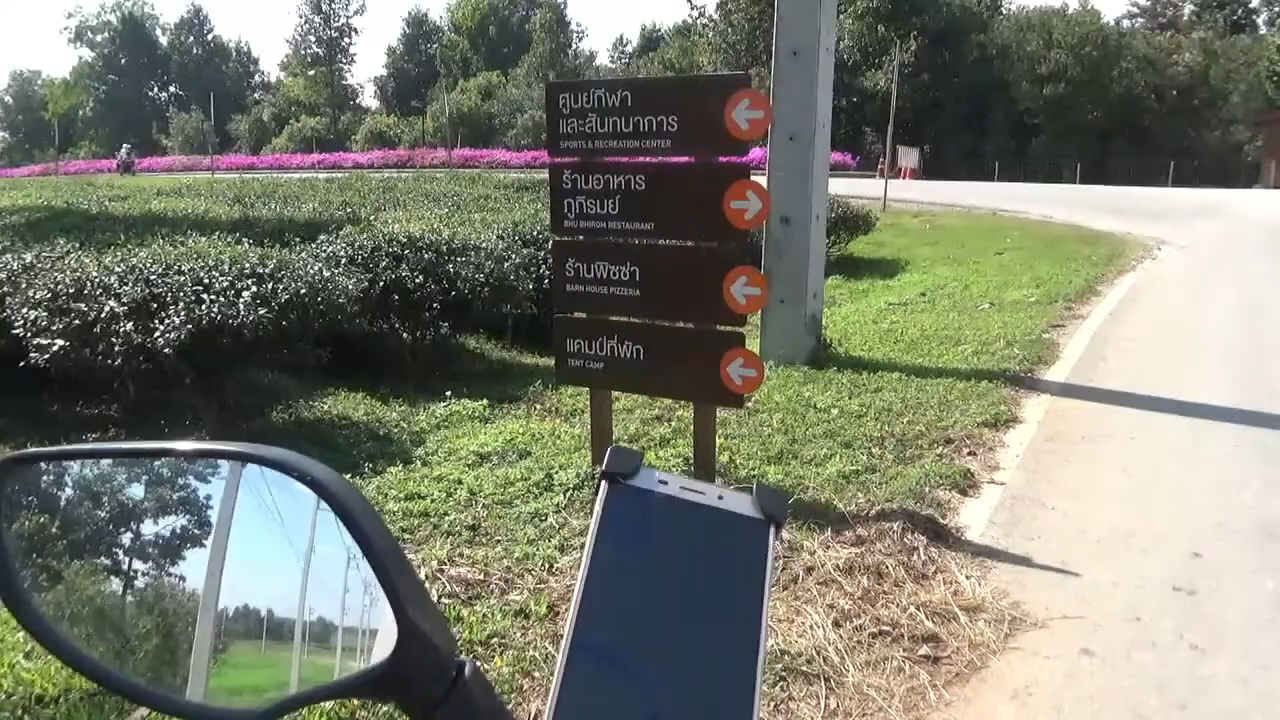 ศูนย์กีฬา
และสันทนาการ
SPORTS & RECREATION CENTER
ร้านอาหาร
ภูภิรมย์
BHU BHIROM RESTAURANT
ร้านพิซซ่า
BARN HOUSE PIZZERIA
แคมป์ที่พัก
TENT CAMP